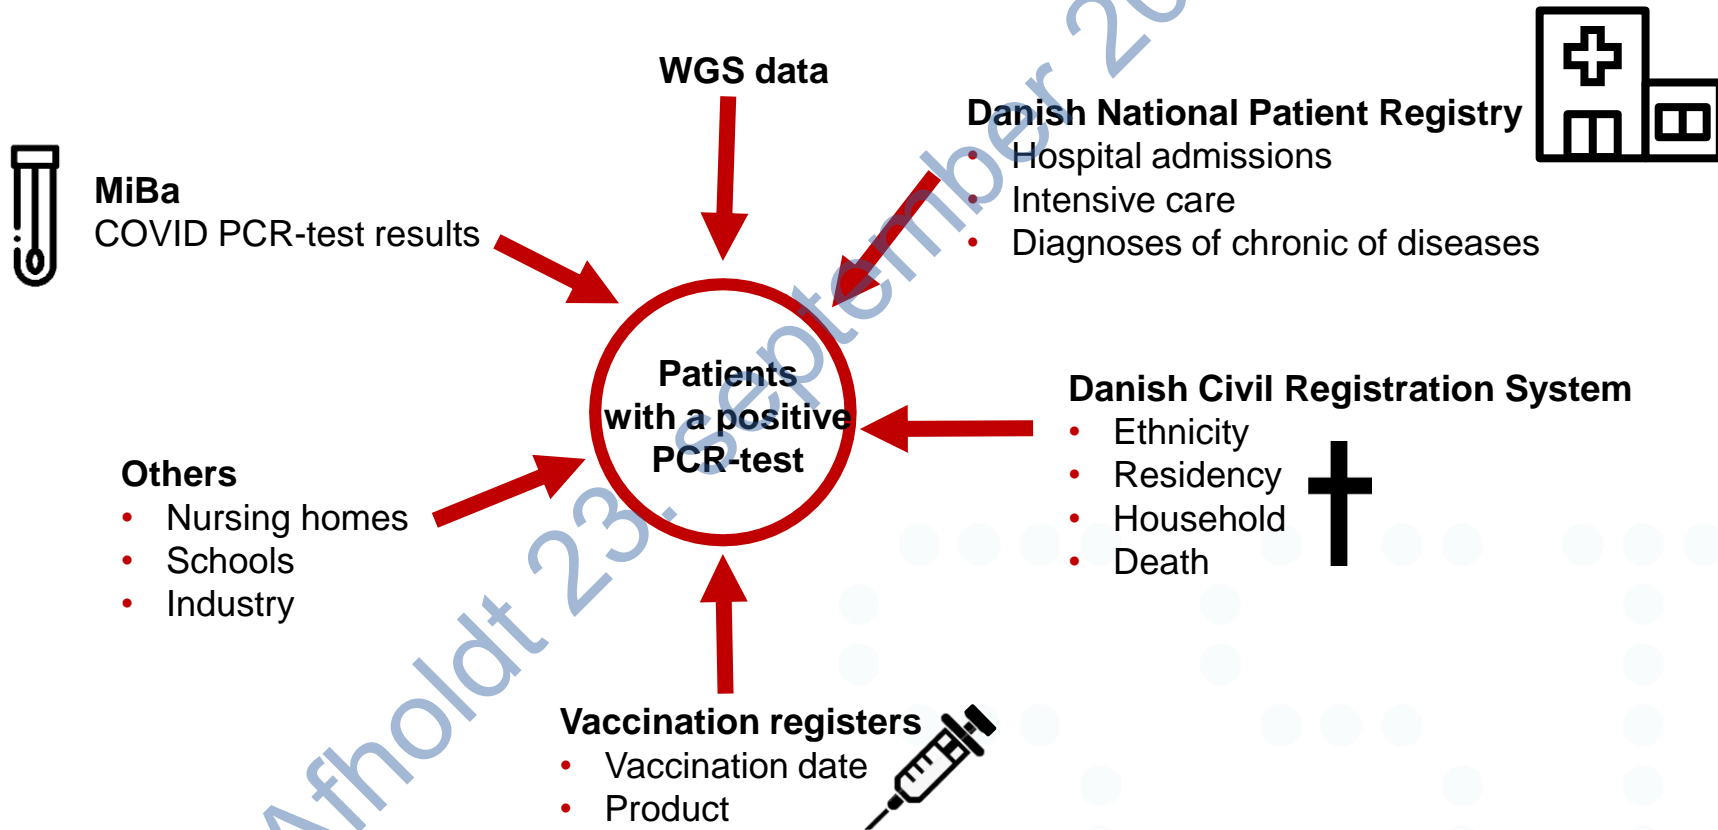 WGS data
Danish National Patient Registry
• Hospital admissions
• Intensive care
• Diagnoses of chronic of diseases
MiBa
COVID PCR-test results
Patients
with a positive
PCR-test
Danish Civil Registration System
• Ethnicity
• Residency
• Household
• Death
Others
• Nursing homes
• Schools
• Industry
Vaccination registers
• Vaccination date
• Product
Afholdt 23. september